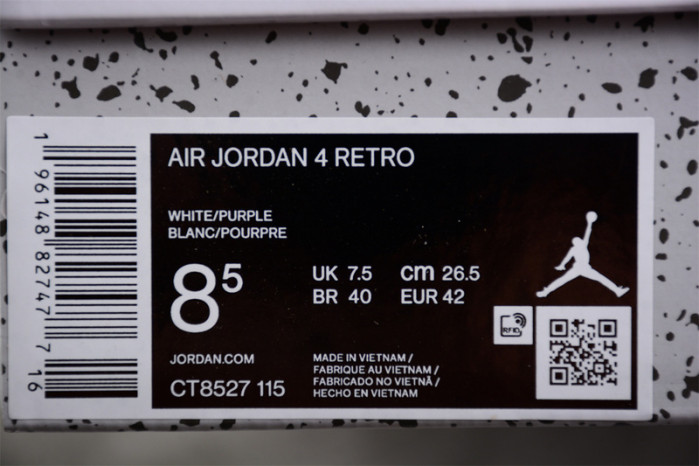 AIR JORDAN 4 RETRO
WHITE/PURPLE
BLANC/POURPRE
8⁵
UK 7.5 cm 26.5
BR 40 EUR 42
JORDAN.COM
CT8527 115
MADE IN VIETNAM /
FABRIQUE AU VIETNAM /
FABRICADO NO VIETNÃ /
HECHO EN VIETNAM
RFID
1 96148 82747 7 16